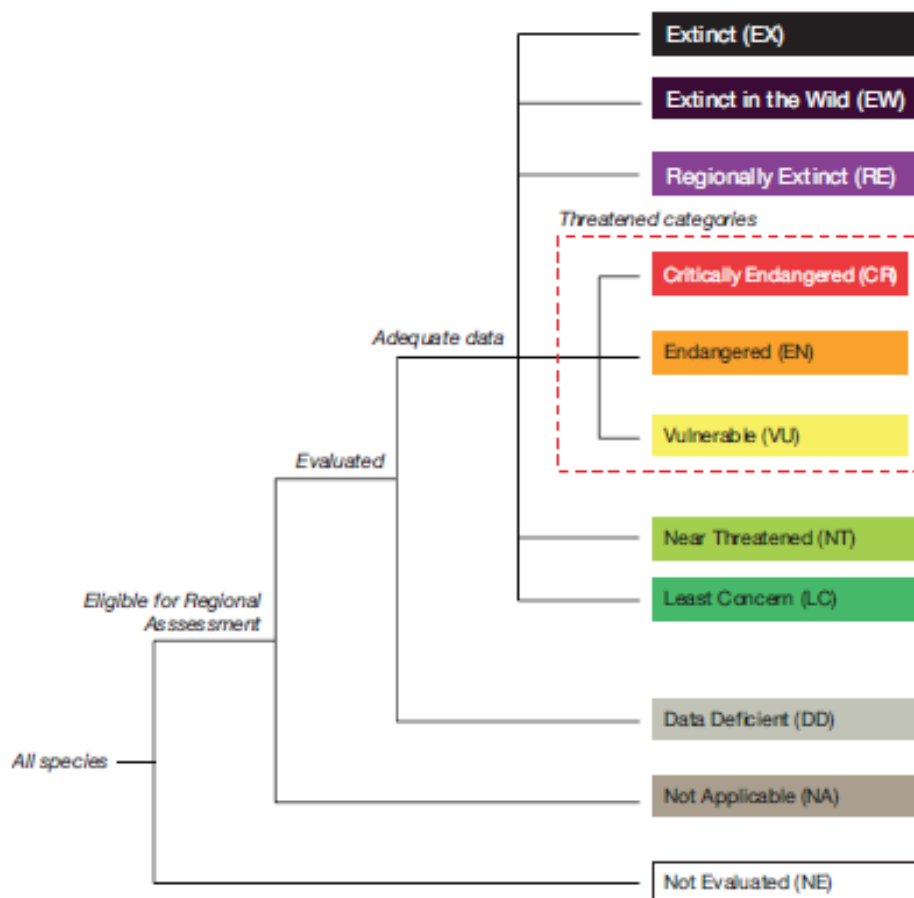 Extinct (EX)
Extinct in the Wild (EW)
Regionally Extinct (RE)
Threatened categories
Critically Endangered (CR)
Adequate data
Endangered (EN)
Vulnerable (VU)
Evaluated
Near Threatened (NT)
Eligible for Regional
Asssessment
Least Concern (LC)
Data Deficient (DD)
All species
Not Applicable (NA)
Not Evaluated (NE)